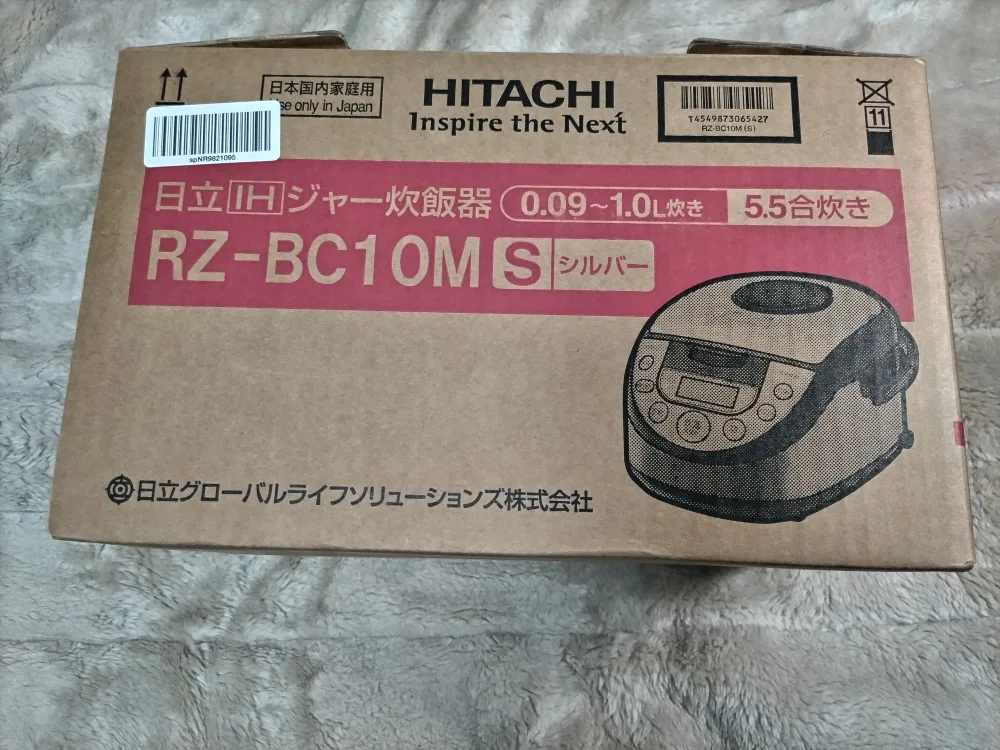 日本国内家庭用
use only in Japan
HITACHI
Inspire the Next
T4549873065427
RZ-BC10M(S)
11
spNR9821095
日立IHジャー炊飯器 0.09～1.0L炊き 5.5合炊き
RZ-BC10M S シルバー
日立グローバルライフソリューションズ株式会社